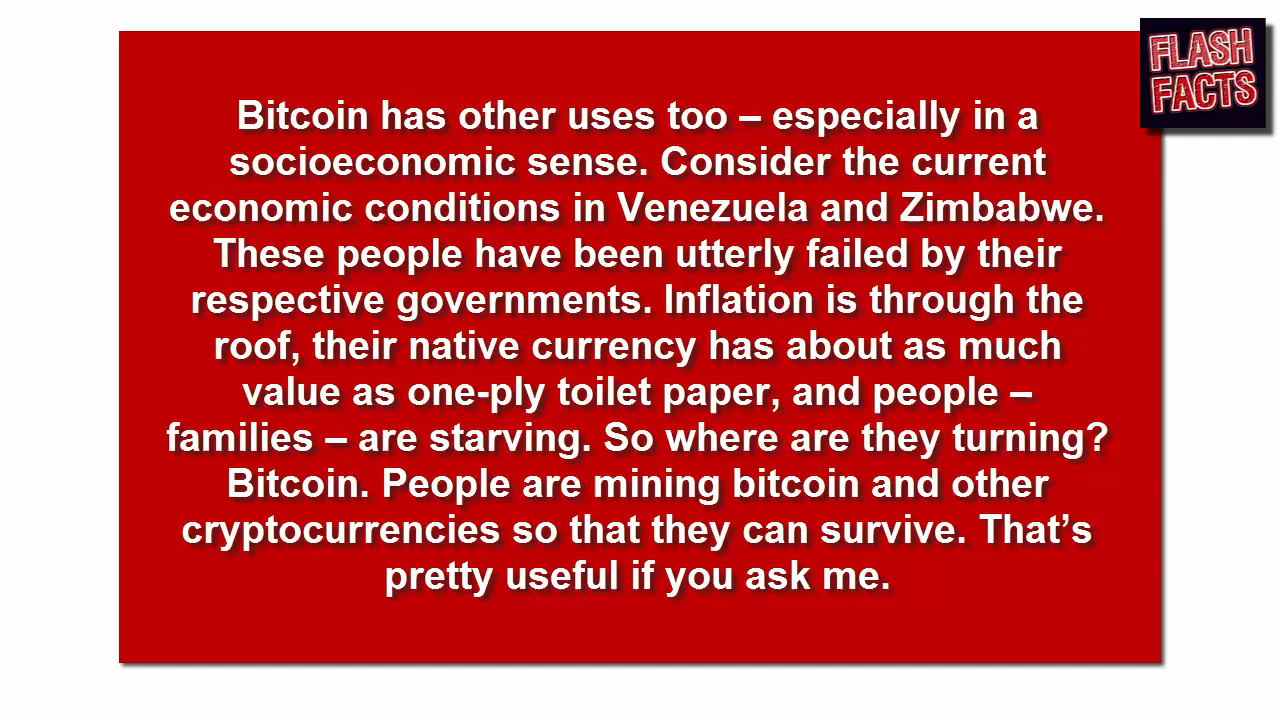 FLASH
FACTS
Bitcoin has other uses too – especially in a
socioeconomic sense. Consider the current
economic conditions in Venezuela and Zimbabwe.
These people have been utterly failed by their
respective governments. Inflation is through the
roof, their native currency has about as much
value as one-ply toilet paper, and people –
families – are starving. So where are they turning?
Bitcoin. People are mining bitcoin and other
cryptocurrencies so that they can survive. That’s
pretty useful if you ask me.